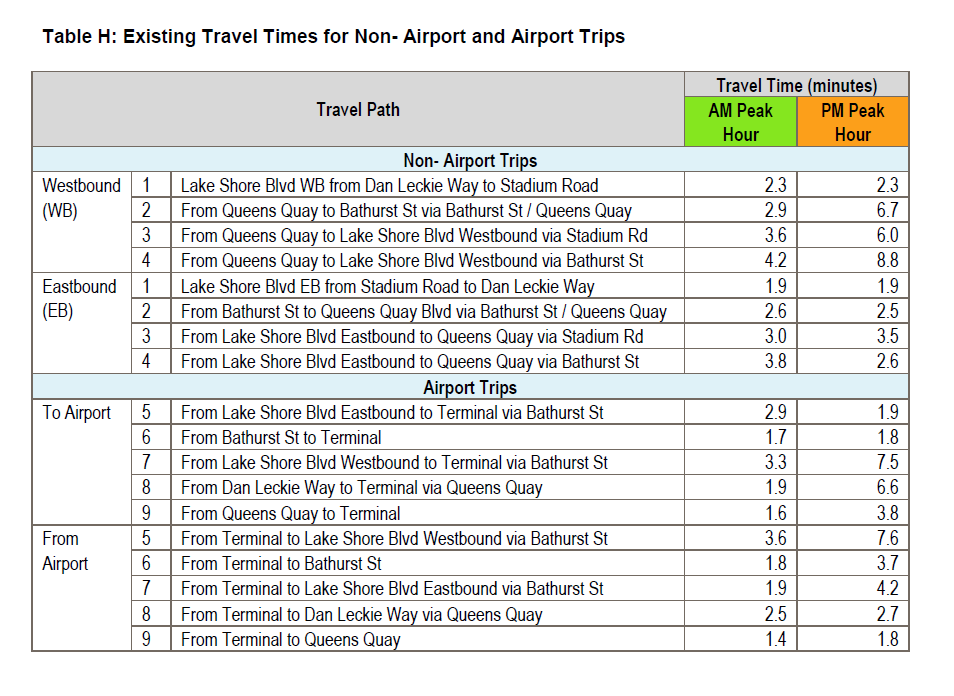 Table H: Existing Travel Times for Non- Airport and Airport Trips
Travel Path
Travel Time (minutes)
AM Peak Hour
PM Peak Hour
Non- Airport Trips
Westbound (WB)
1 Lake Shore Blvd WB from Dan Leckie Way to Stadium Road 2.3 2.3
2 From Queens Quay to Bathurst St via Bathurst St / Queens Quay 2.9 6.7
3 From Queens Quay to Lake Shore Blvd Westbound via Stadium Rd 3.6 6.0
4 From Queens Quay to Lake Shore Blvd Westbound via Bathurst St 4.2 8.8
Eastbound (EB)
1 Lake Shore Blvd EB from Stadium Road to Dan Leckie Way 1.9 1.9
2 From Bathurst St to Queens Quay Blvd via Bathurst St / Queens Quay 2.6 2.5
3 From Lake Shore Blvd Eastbound to Queens Quay via Stadium Rd 3.0 3.5
4 From Lake Shore Blvd Eastbound to Queens Quay via Bathurst St 3.8 2.6
Airport Trips
To Airport
5 From Lake Shore Blvd Eastbound to Terminal via Bathurst St 2.9 1.9
6 From Bathurst St to Terminal 1.7 1.8
7 From Lake Shore Blvd Westbound to Terminal via Bathurst St 3.3 7.5
8 From Dan Leckie Way to Terminal via Queens Quay 1.9 6.6
9 From Queens Quay to Terminal 1.6 3.8
From Airport
5 From Terminal to Lake Shore Blvd Westbound via Bathurst St 3.6 7.6
6 From Terminal to Bathurst St 1.8 3.7
7 From Terminal to Lake Shore Blvd Eastbound via Bathurst St 1.9 4.2
8 From Terminal to Dan Leckie Way via Queens Quay 2.5 2.7
9 From Terminal to Queens Quay 1.4 1.8